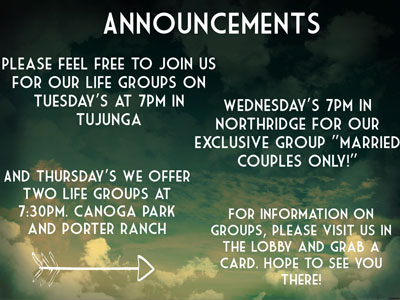 ANNOUNCEMENTS
PLEASE FEEL FREE TO JOIN US
FOR OUR LIFE GROUPS ON
TUESDAY'S AT 7PM IN
TUJUNGA
WEDNESDAY'S 7PM IN
NORTHRIDGE FOR OUR
EXCLUSIVE GROUP "MARRIED
COUPLES ONLY!"
AND THURSDAY'S WE OFFER
TWO LIFE GROUPS AT
7:30PM. CANOGA PARK
AND PORTER RANCH
FOR INFORMATION ON
GROUPS, PLEASE VISIT US IN
THE LOBBY AND GRAB A
CARD. HOPE TO SEE YOU
THERE!